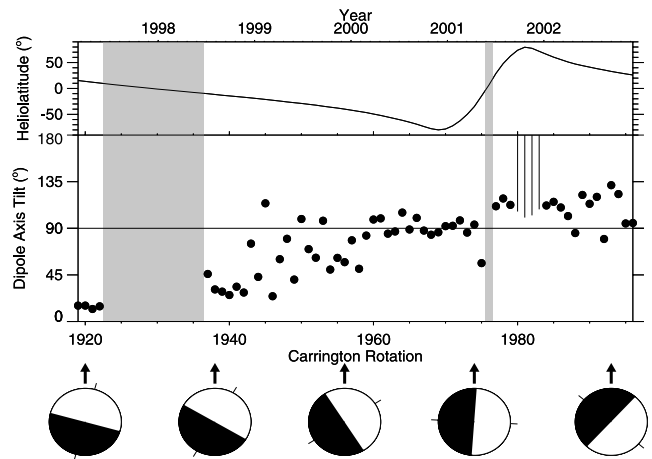 Year
1998 1999 2000 2001 2002
Heliolatitude (°)
50
0
-50
Dipole Axis Tilt (°)
180
135
90
45
0
1920 1940 1960 1980
Carrington Rotation